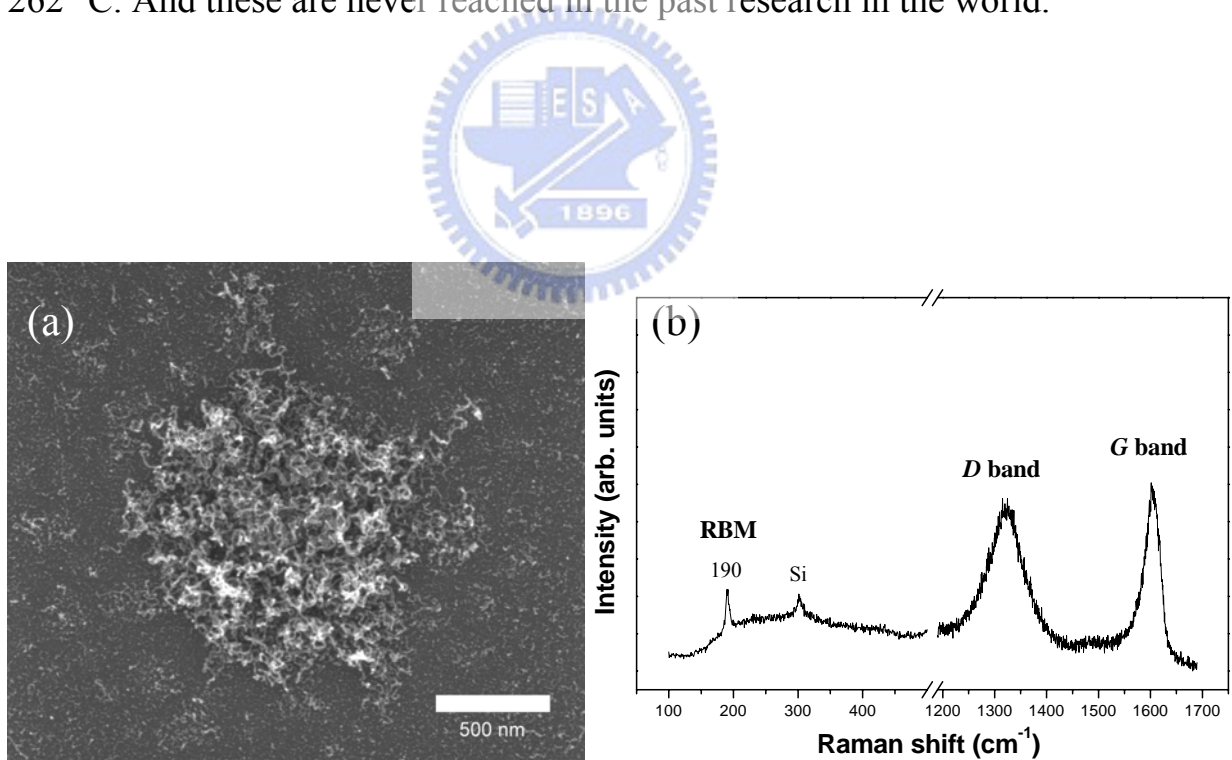 262 °C. And these are never reached in the past research in the world.
ES A
1896
(a)
500 nm
(b)
Intensity (arb. units)
RBM
190
Si
D band
G band
100 200 300 400 1200 1300 1400 1500 1600 1700
Raman shift (cm⁻¹)